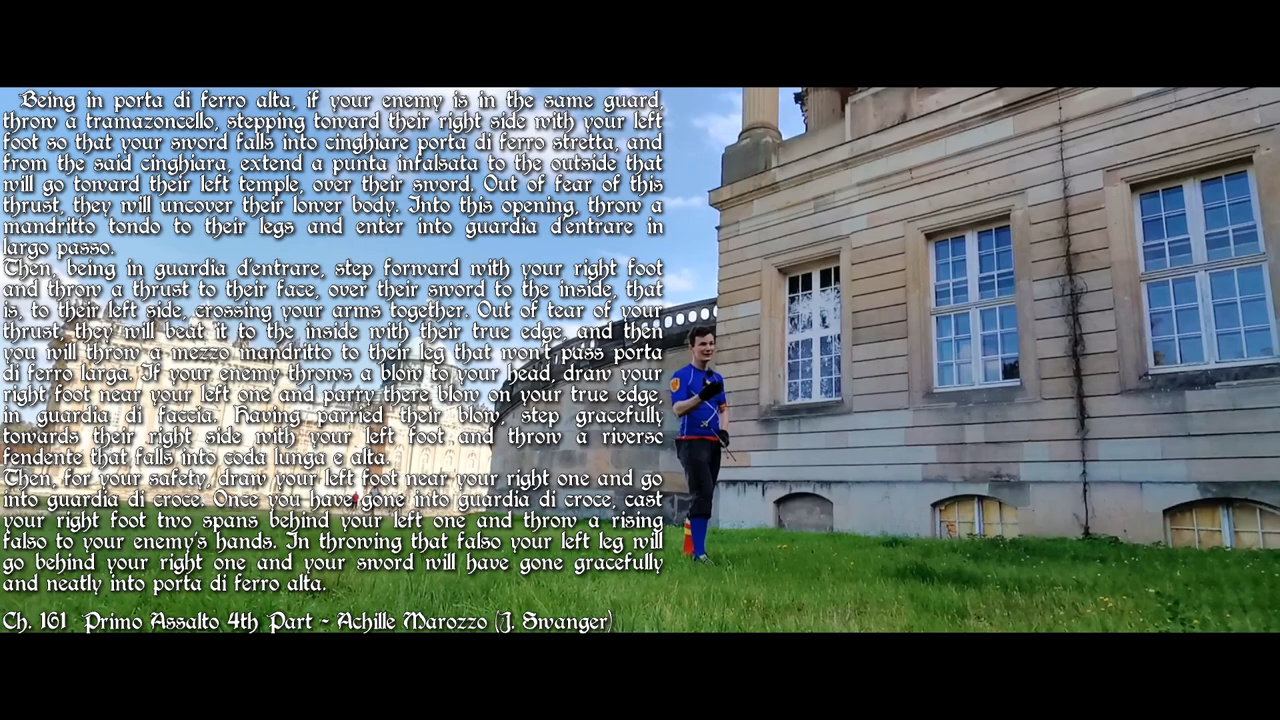 Being in porta di ferro alta, if your enemy is in the same guard,
throw a tramazoncello, stepping toward their right side with your left
foot so that your sword falls into cinghiare porta di ferro stretta, and
from the said cinghiara, extend a punta infalsata to the outside that
will go toward their left temple, over their sword. Out of fear of this
thrust, they will uncover their lower body. Into this opening, throw a
mandritto tondo to their legs and enter into guardia d'entrare in
largo passo.
Then, being in guardia d'entrare, step forward with your right foot
and throw a thrust to their face, over their sword to the inside, that
is, to their left side, crossing your arms together. Out of tear of your
thrust, they will beat it to the inside with their true edge, and then
you will throw a mezzo mandritto to their leg that won't pass porta
di ferro larga. If your enemy throws a blow to your head, draw your
right foot near your left one and parry there blow on your true edge,
in guardia di faccia. Having parried their blow, step gracefully
towards their right side with your left foot and throw a riverso
fendente that falls into coda lunga e alta.
Then, for your safety, draw your left foot near your right one and go
into guardia di croce. Once you have gone into guardia di croce, cast
your right foot two spans behind your left one and throw a rising
falso to your enemy's hands. In throwing that falso your left leg will
go behind your right one and your sword will have gone gracefully
and neatly into porta di ferro alta.
Ch. 161 Primo Assalto 4th Part - Achille Marozzo (J. Swanger)